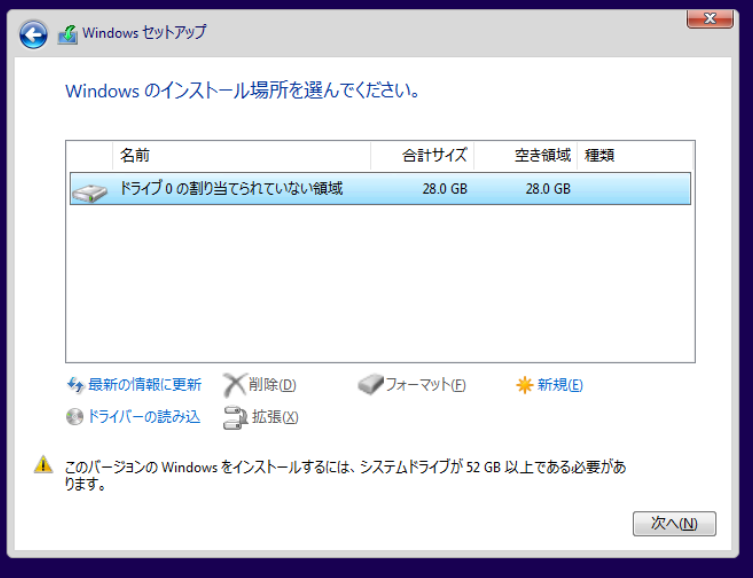 Windows セットアップ
Windows のインストール場所を選んでください。
名前 合計サイズ 空き領域 種類
ドライブ 0 の割り当てられていない領域 28.0 GB 28.0 GB
最新の情報に更新 削除(D) フォーマット(F) 新規(E)
ドライバーの読み込み 拡張(X)
このバージョンの Windows をインストールするには、システムドライブが 52 GB 以上である必要があ
ります。
次へ(N)